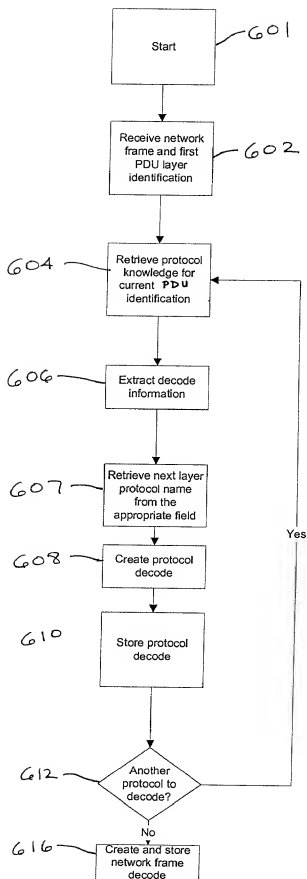 Start
601
Receive network
frame and first
PDU layer
identification
602
604
Retrieve protocol
knowledge for
current PDU
identification
606
Extract decode
information
607
Retrieve next layer
protocol name
from the
appropriate field
Yes
608
Create protocol
decode
610
Store protocol
decode
612
Another
protocol to
decode?
No
616
Create and store
network frame
decode